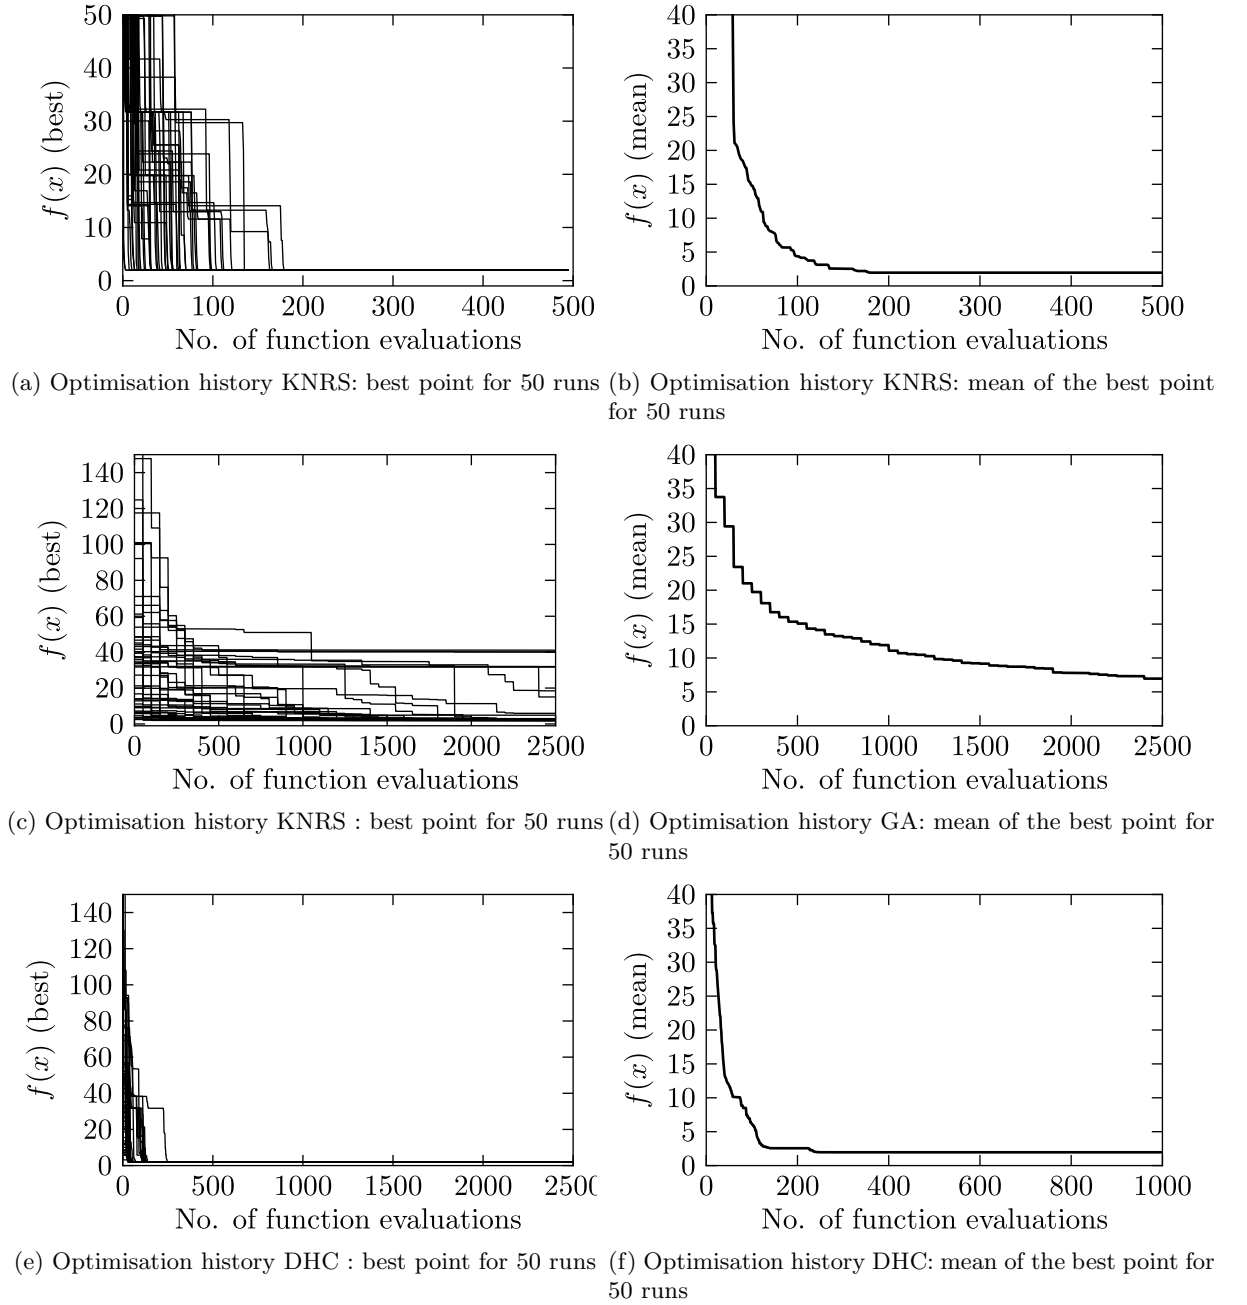 50
40
30
20
10
0
f(x) (best)
0 100 200 300 400 500
No. of function evaluations
40
35
30
25
20
15
10
5
0
f(x) (mean)
0 100 200 300 400 500
No. of function evaluations
(a) Optimisation history KNRS: best point for 50 runs
(b) Optimisation history KNRS: mean of the best point
for 50 runs
140
120
100
80
60
40
20
0
f(x) (best)
0 500 1000 1500 2000 2500
No. of function evaluations
40
35
30
25
20
15
10
5
0
f(x) (mean)
0 500 1000 1500 2000 2500
No. of function evaluations
(c) Optimisation history KNRS : best point for 50 runs
(d) Optimisation history GA: mean of the best point for
50 runs
140
120
100
80
60
40
20
0
f(x) (best)
0 500 1000 1500 2000 2500
No. of function evaluations
40
35
30
25
20
15
10
5
0
f(x) (mean)
0 200 400 600 800 1000
No. of function evaluations
(e) Optimisation history DHC : best point for 50 runs
(f) Optimisation history DHC: mean of the best point for
50 runs